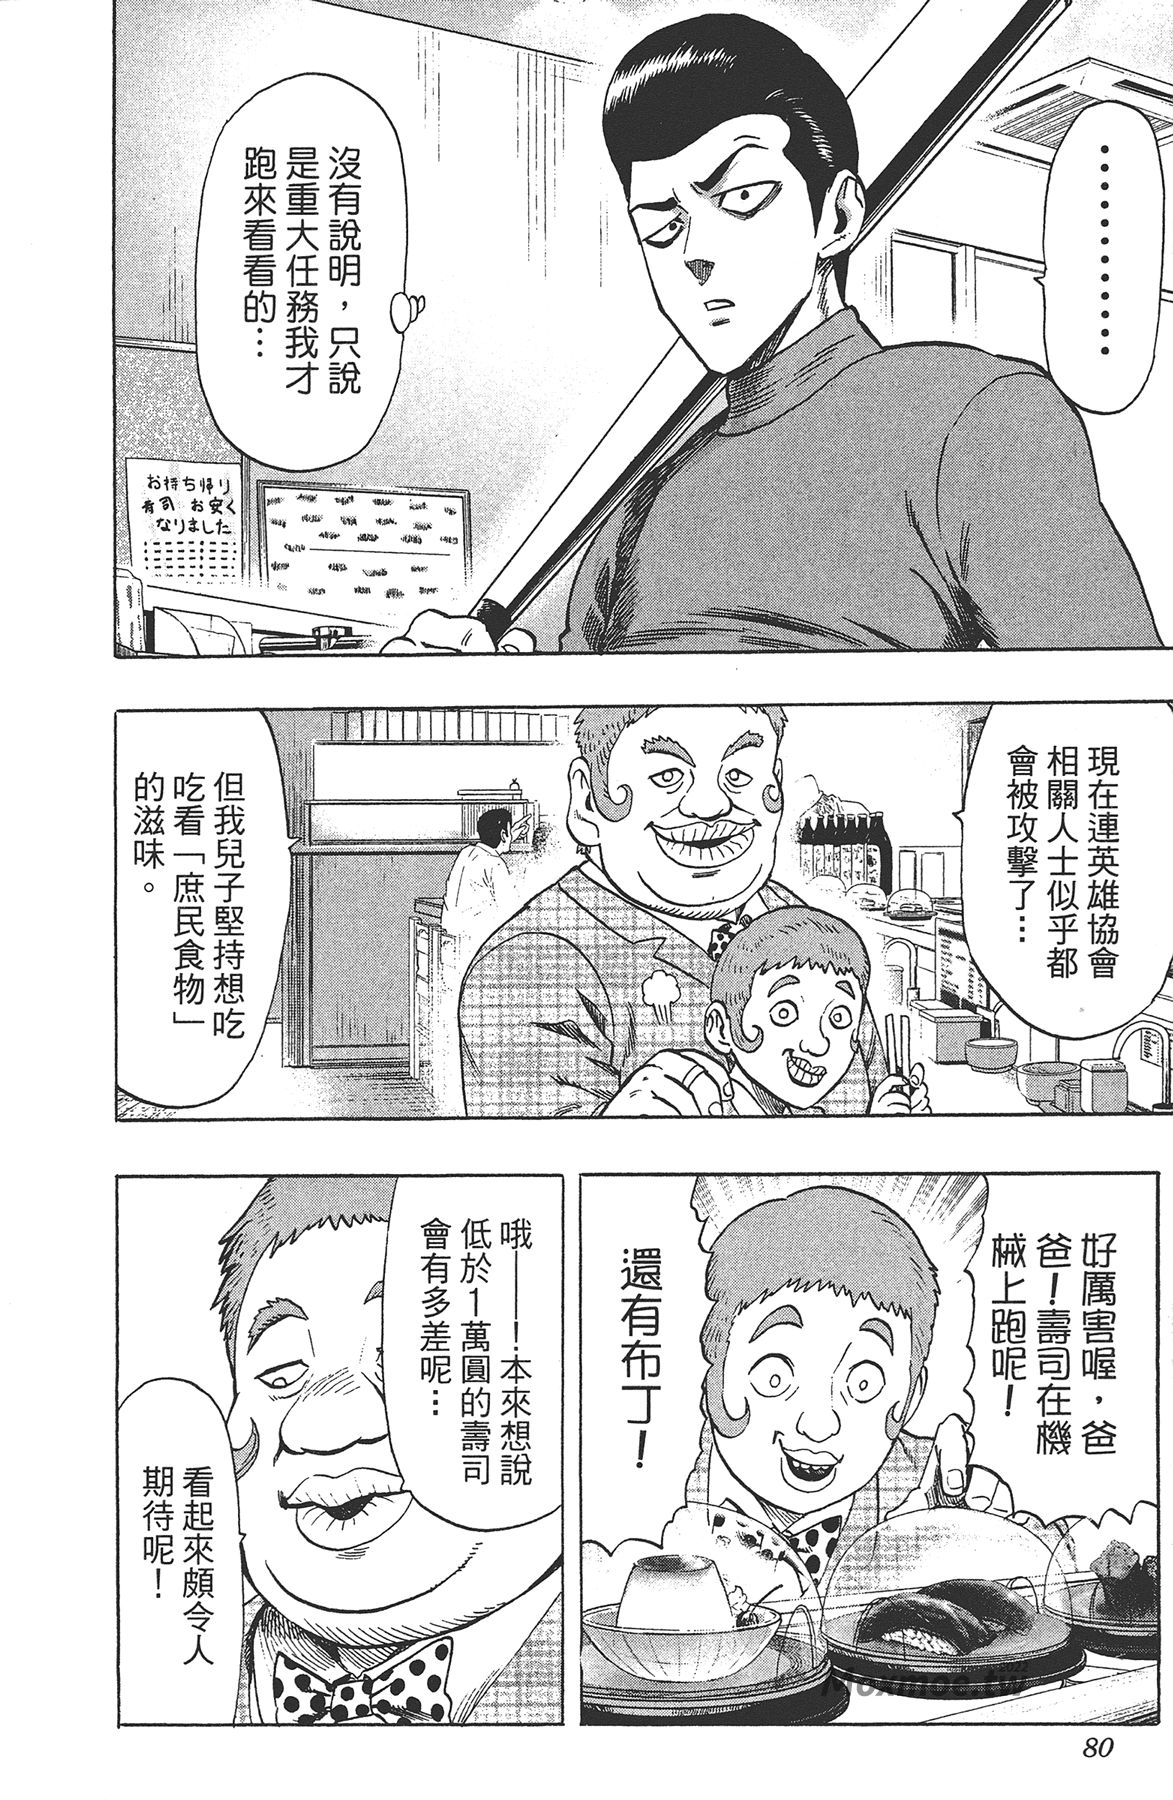 ‥‥‥‥‥
沒有說明，只說
是重大任務我才
跑來看看的…
お持ち帰り
寿司 お安く
なりました
現在連英雄協會
相關人士似乎都
會被攻擊了…
但我兒子堅持想吃
吃看「庶民食物」
的滋味。
好厲害喔，爸
爸！壽司在機
械上跑呢！
還有布丁！
哦——！本來想說
低於1萬圓的壽司
會有多差呢…
看起來頗令人
期待呢！
2022
Moxmoe.tw
80